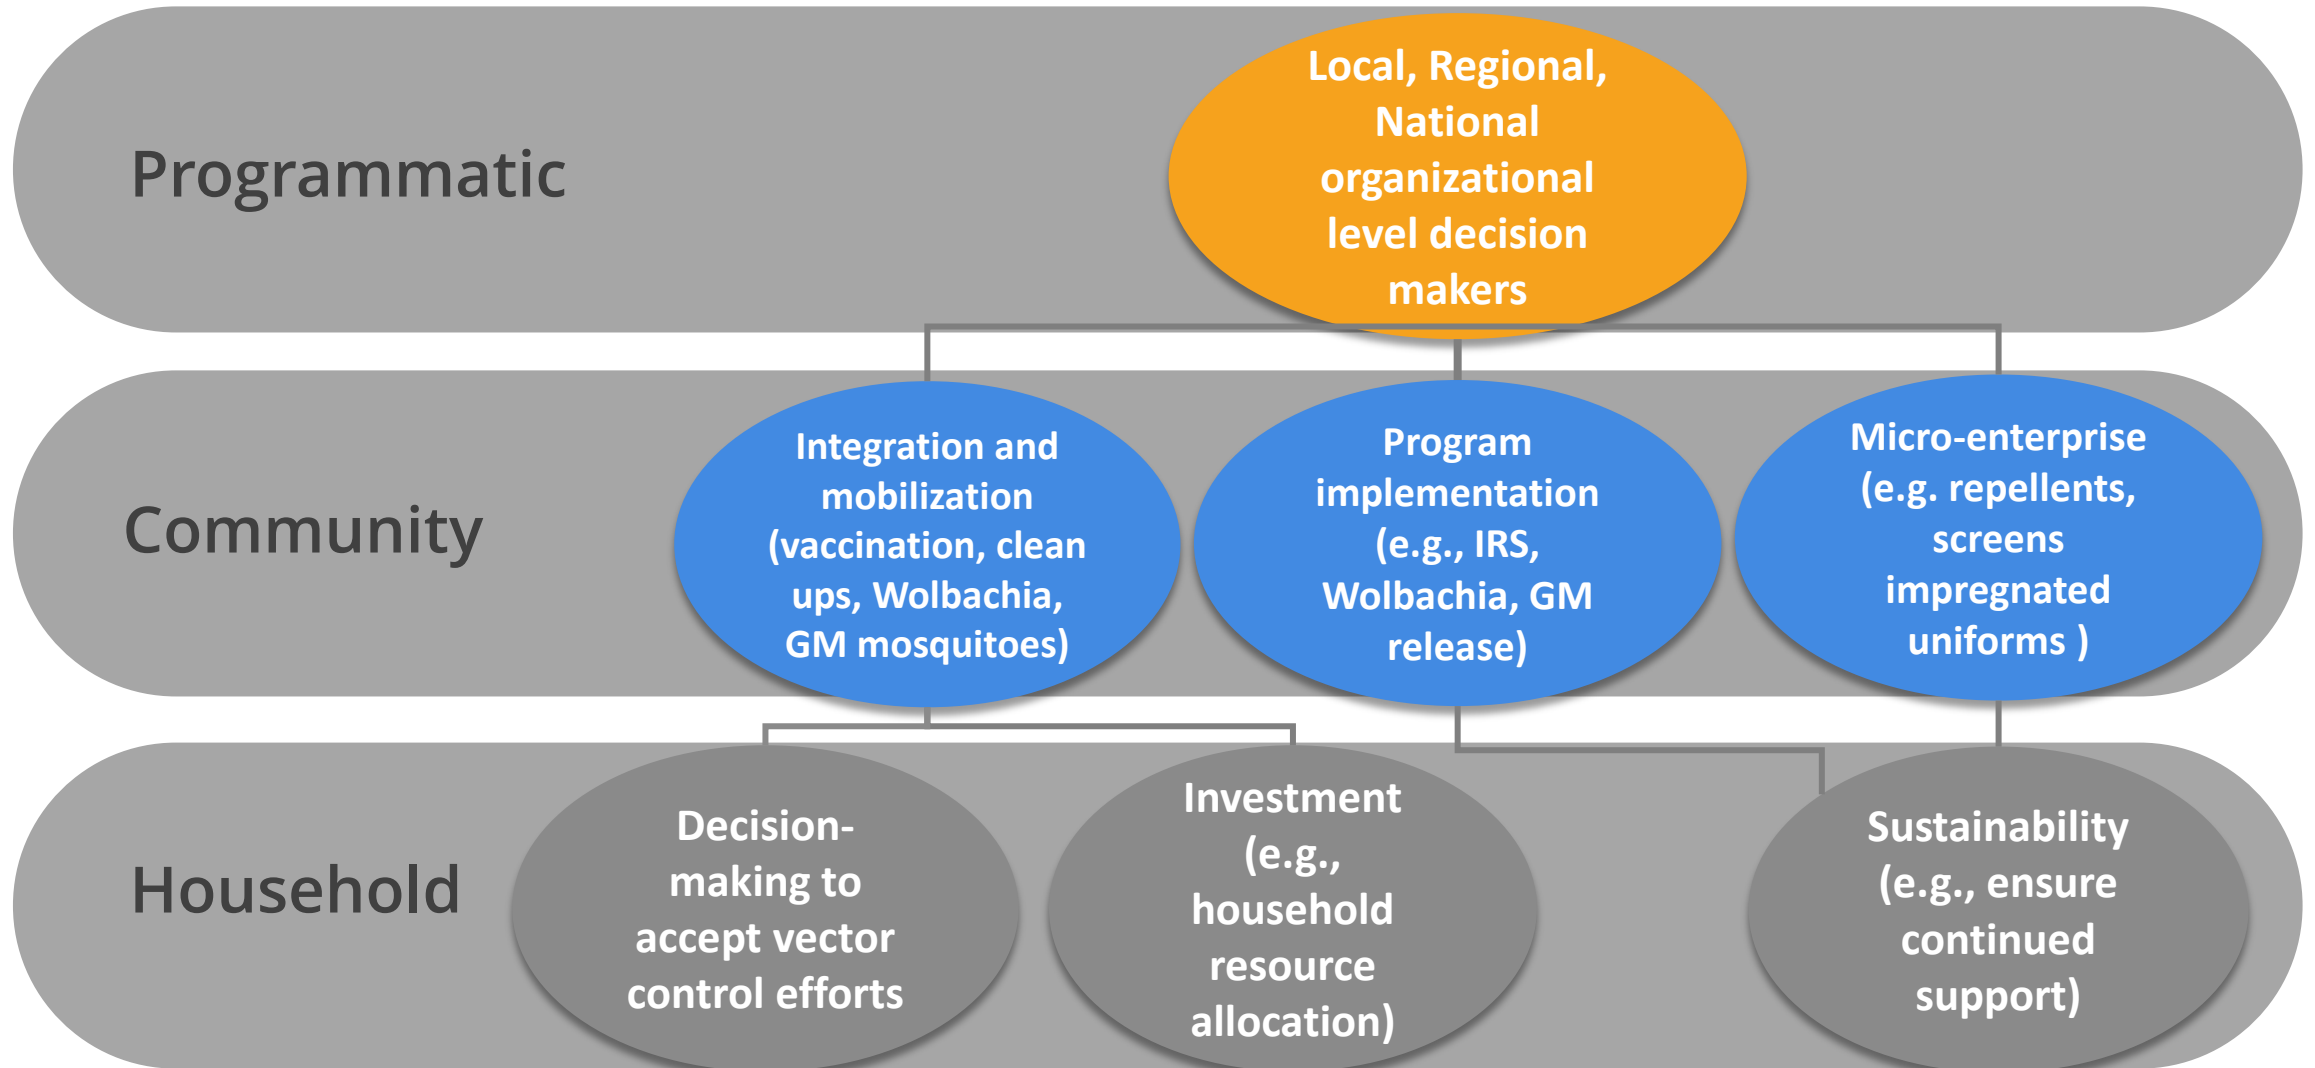 Programmatic
Local, Regional,
National
organizational
level decision
makers
Community
Integration and
mobilization
(vaccination, clean
ups, Wolbachia,
GM mosquitoes)
Program
implementation
(e.g., IRS,
Wolbachia, GM
release)
Micro-enterprise
(e.g. repellents,
screens
impregnated
uniforms )
Household
Decision-
making to
accept vector
control efforts
Investment
(e.g.,
household
resource
allocation)
Sustainability
(e.g., ensure
continued
support)